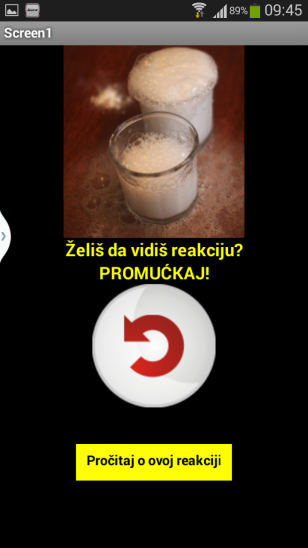 89% 09:45
Screen1
Želiš da vidiš reakciju?
PROMUĆKAJ!
Pročitaj o ovoj reakciji